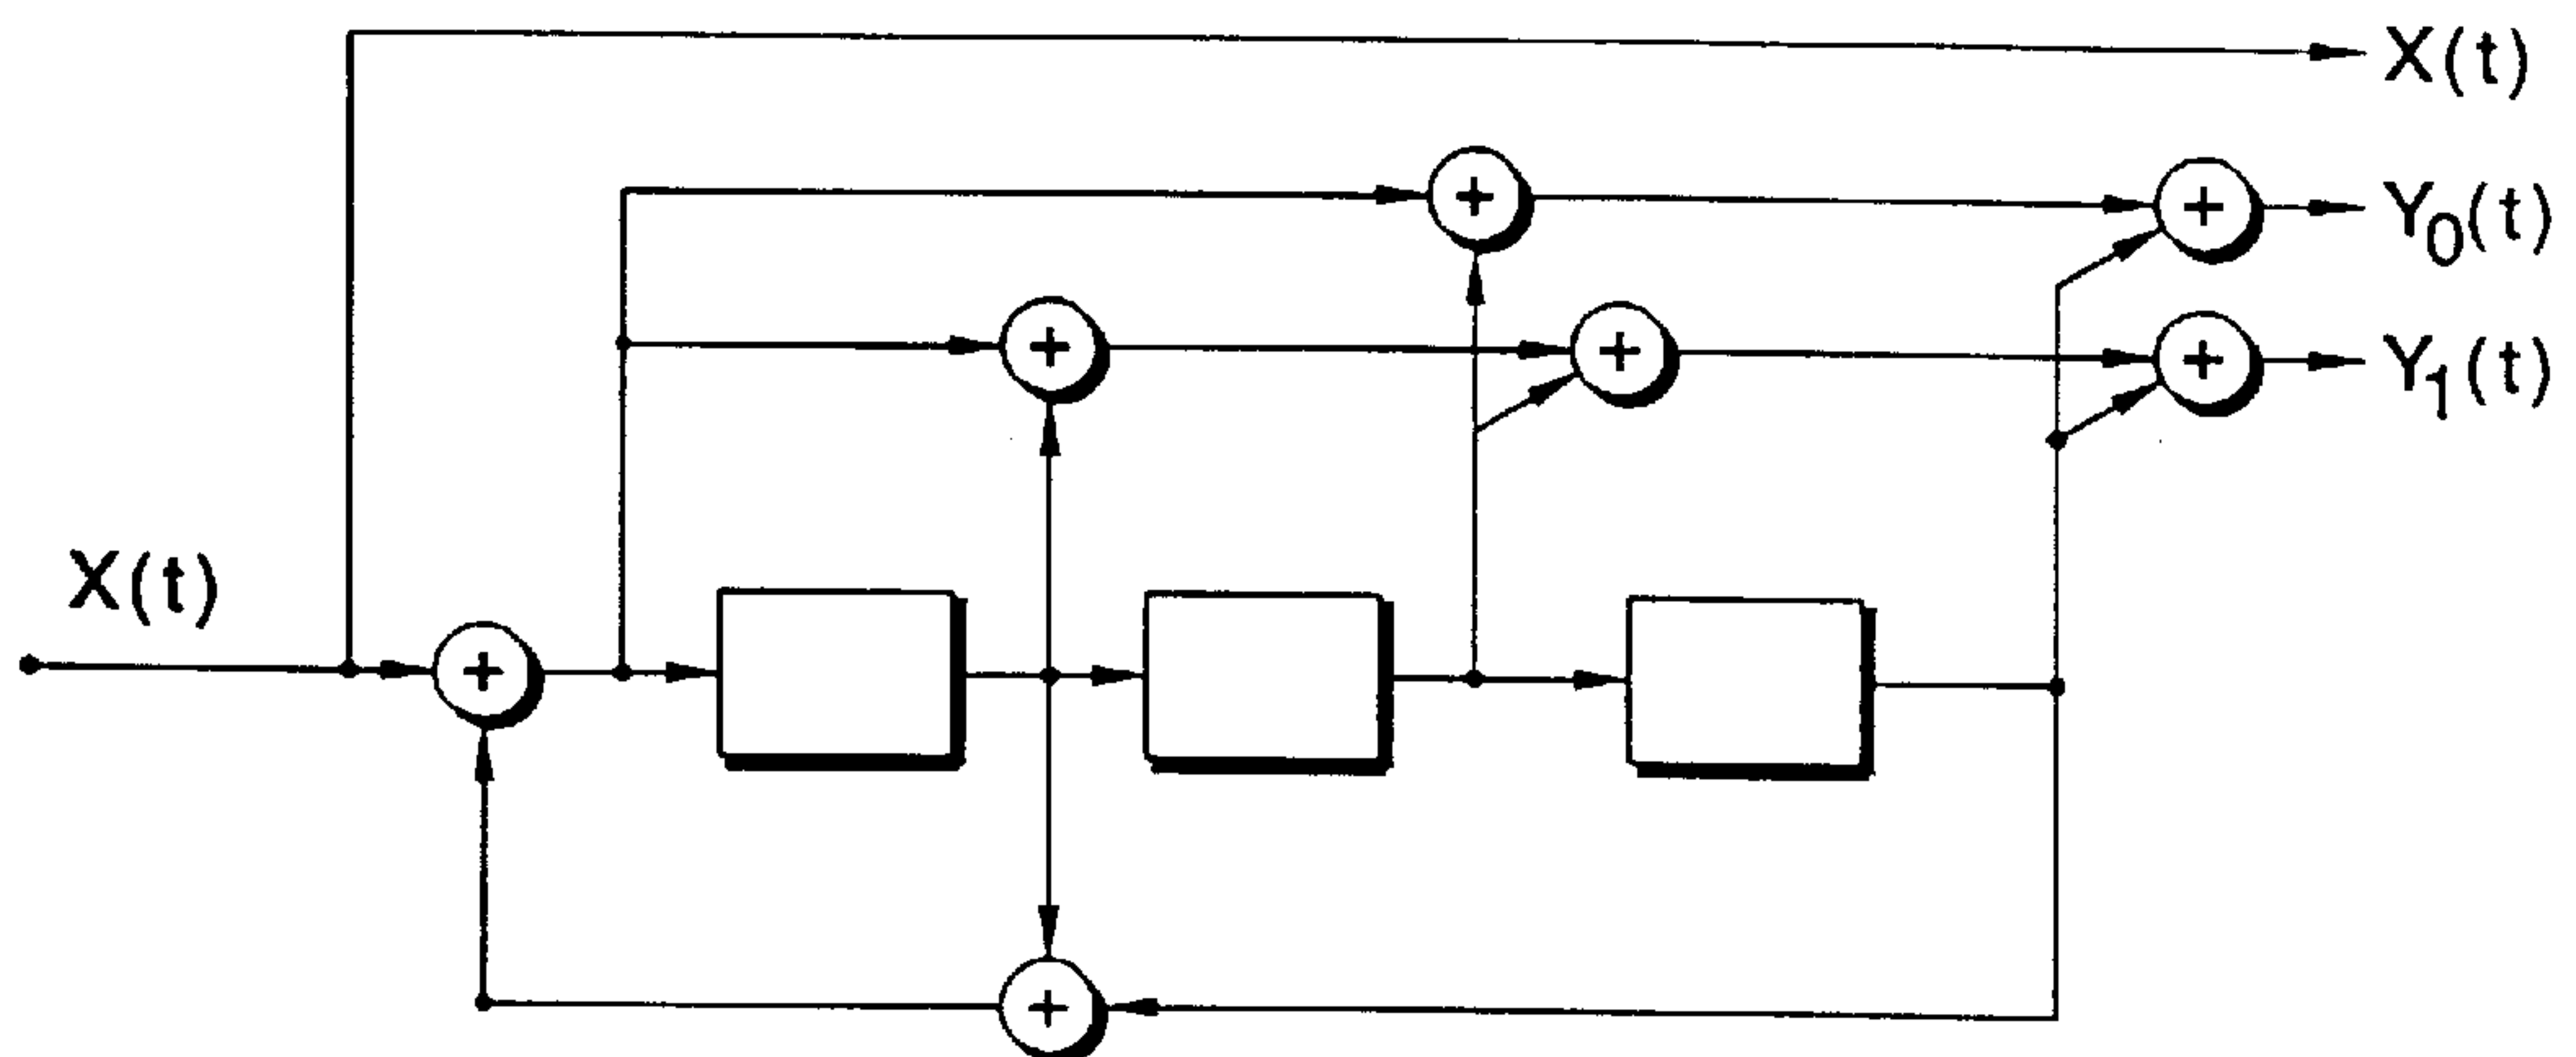 X(t)
Y0(t)
Y1(t)
X(t)
+
+
+
+
+
+
+